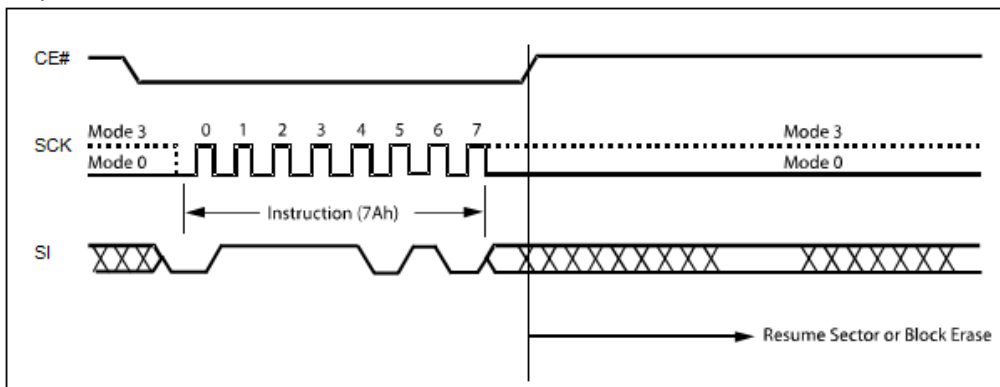 CE#
Mode 3
0 1 2 3 4 5 6 7
Mode 3
SCK
Mode 0
Mode 0
Instruction (7Ah)
SI
Resume Sector or Block Erase